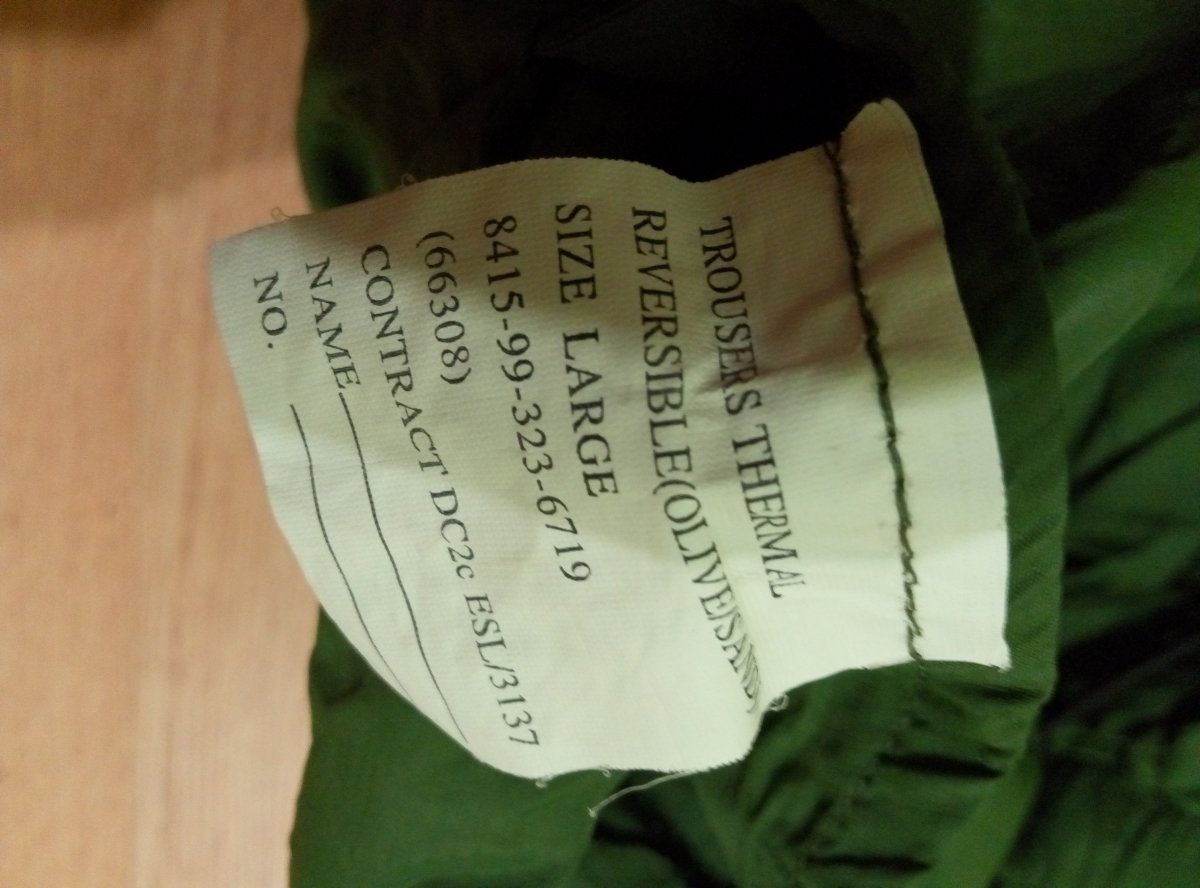 TROUSERS THERMAL
REVERSIBLE(OLIVE/SAND)
SIZE LARGE
8415-99-323-6719
(66308)
CONTRACT DC2c ESL/3137
NAME
NO.